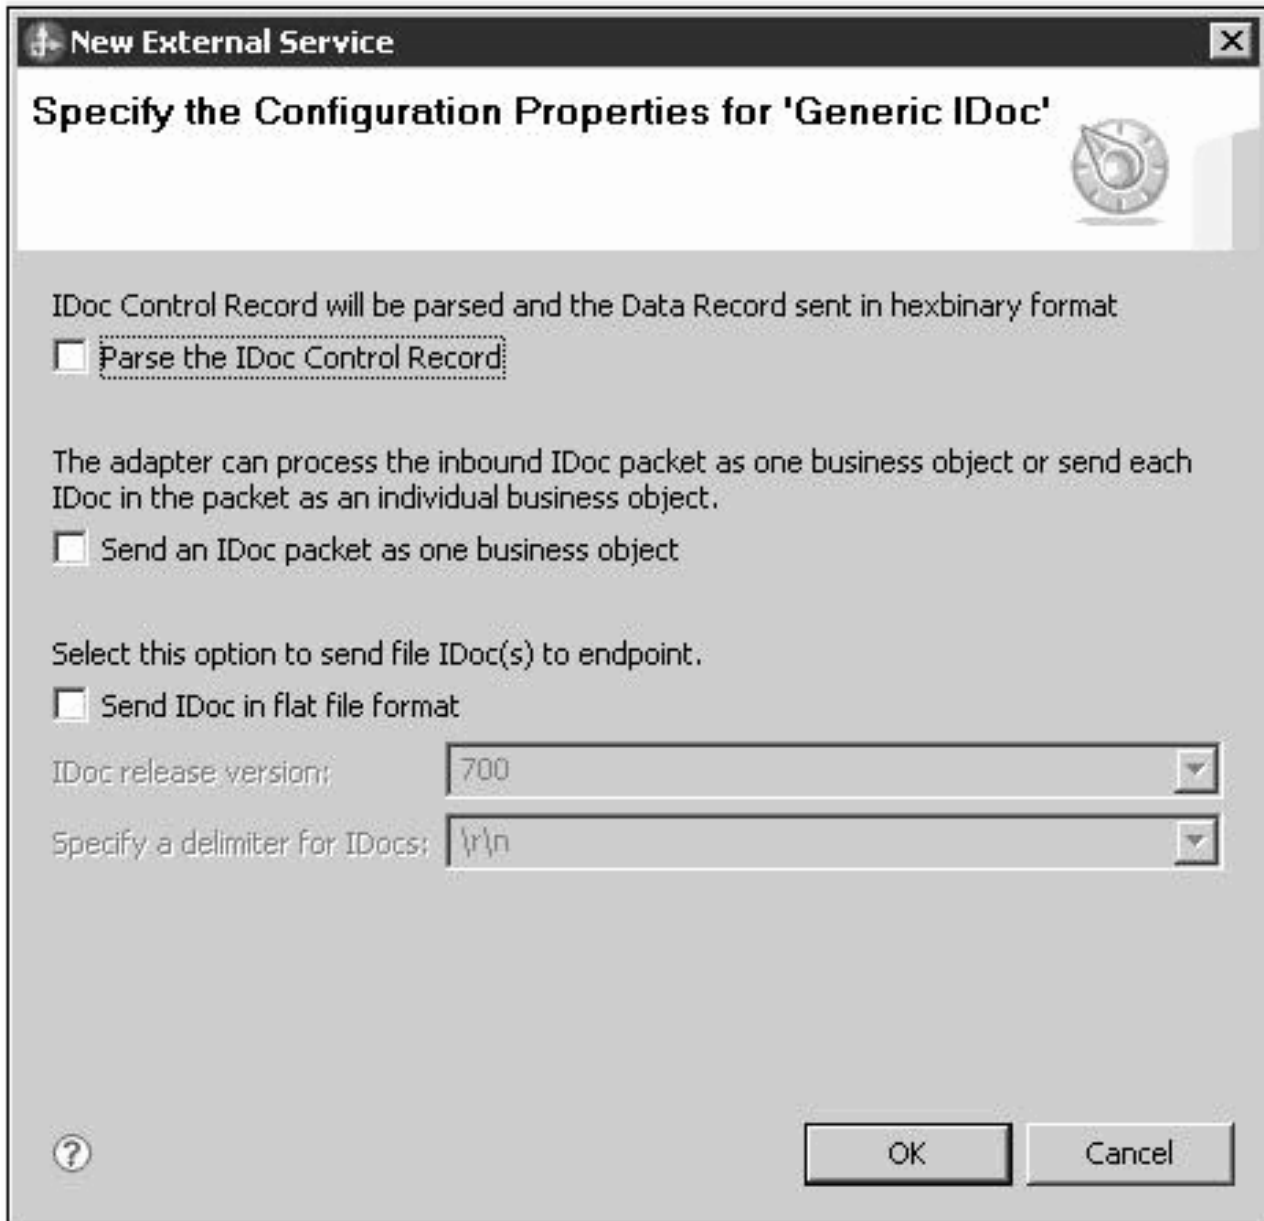 New External Service
Specify the Configuration Properties for 'Generic IDoc'
IDoc Control Record will be parsed and the Data Record sent in hexbinary format
Parse the IDoc Control Record
The adapter can process the inbound IDoc packet as one business object or send each
IDoc in the packet as an individual business object.
Send an IDoc packet as one business object
Select this option to send file IDoc(s) to endpoint.
Send IDoc in flat file format
IDoc release version: 700
Specify a delimiter for IDocs: \r\n
? OK Cancel